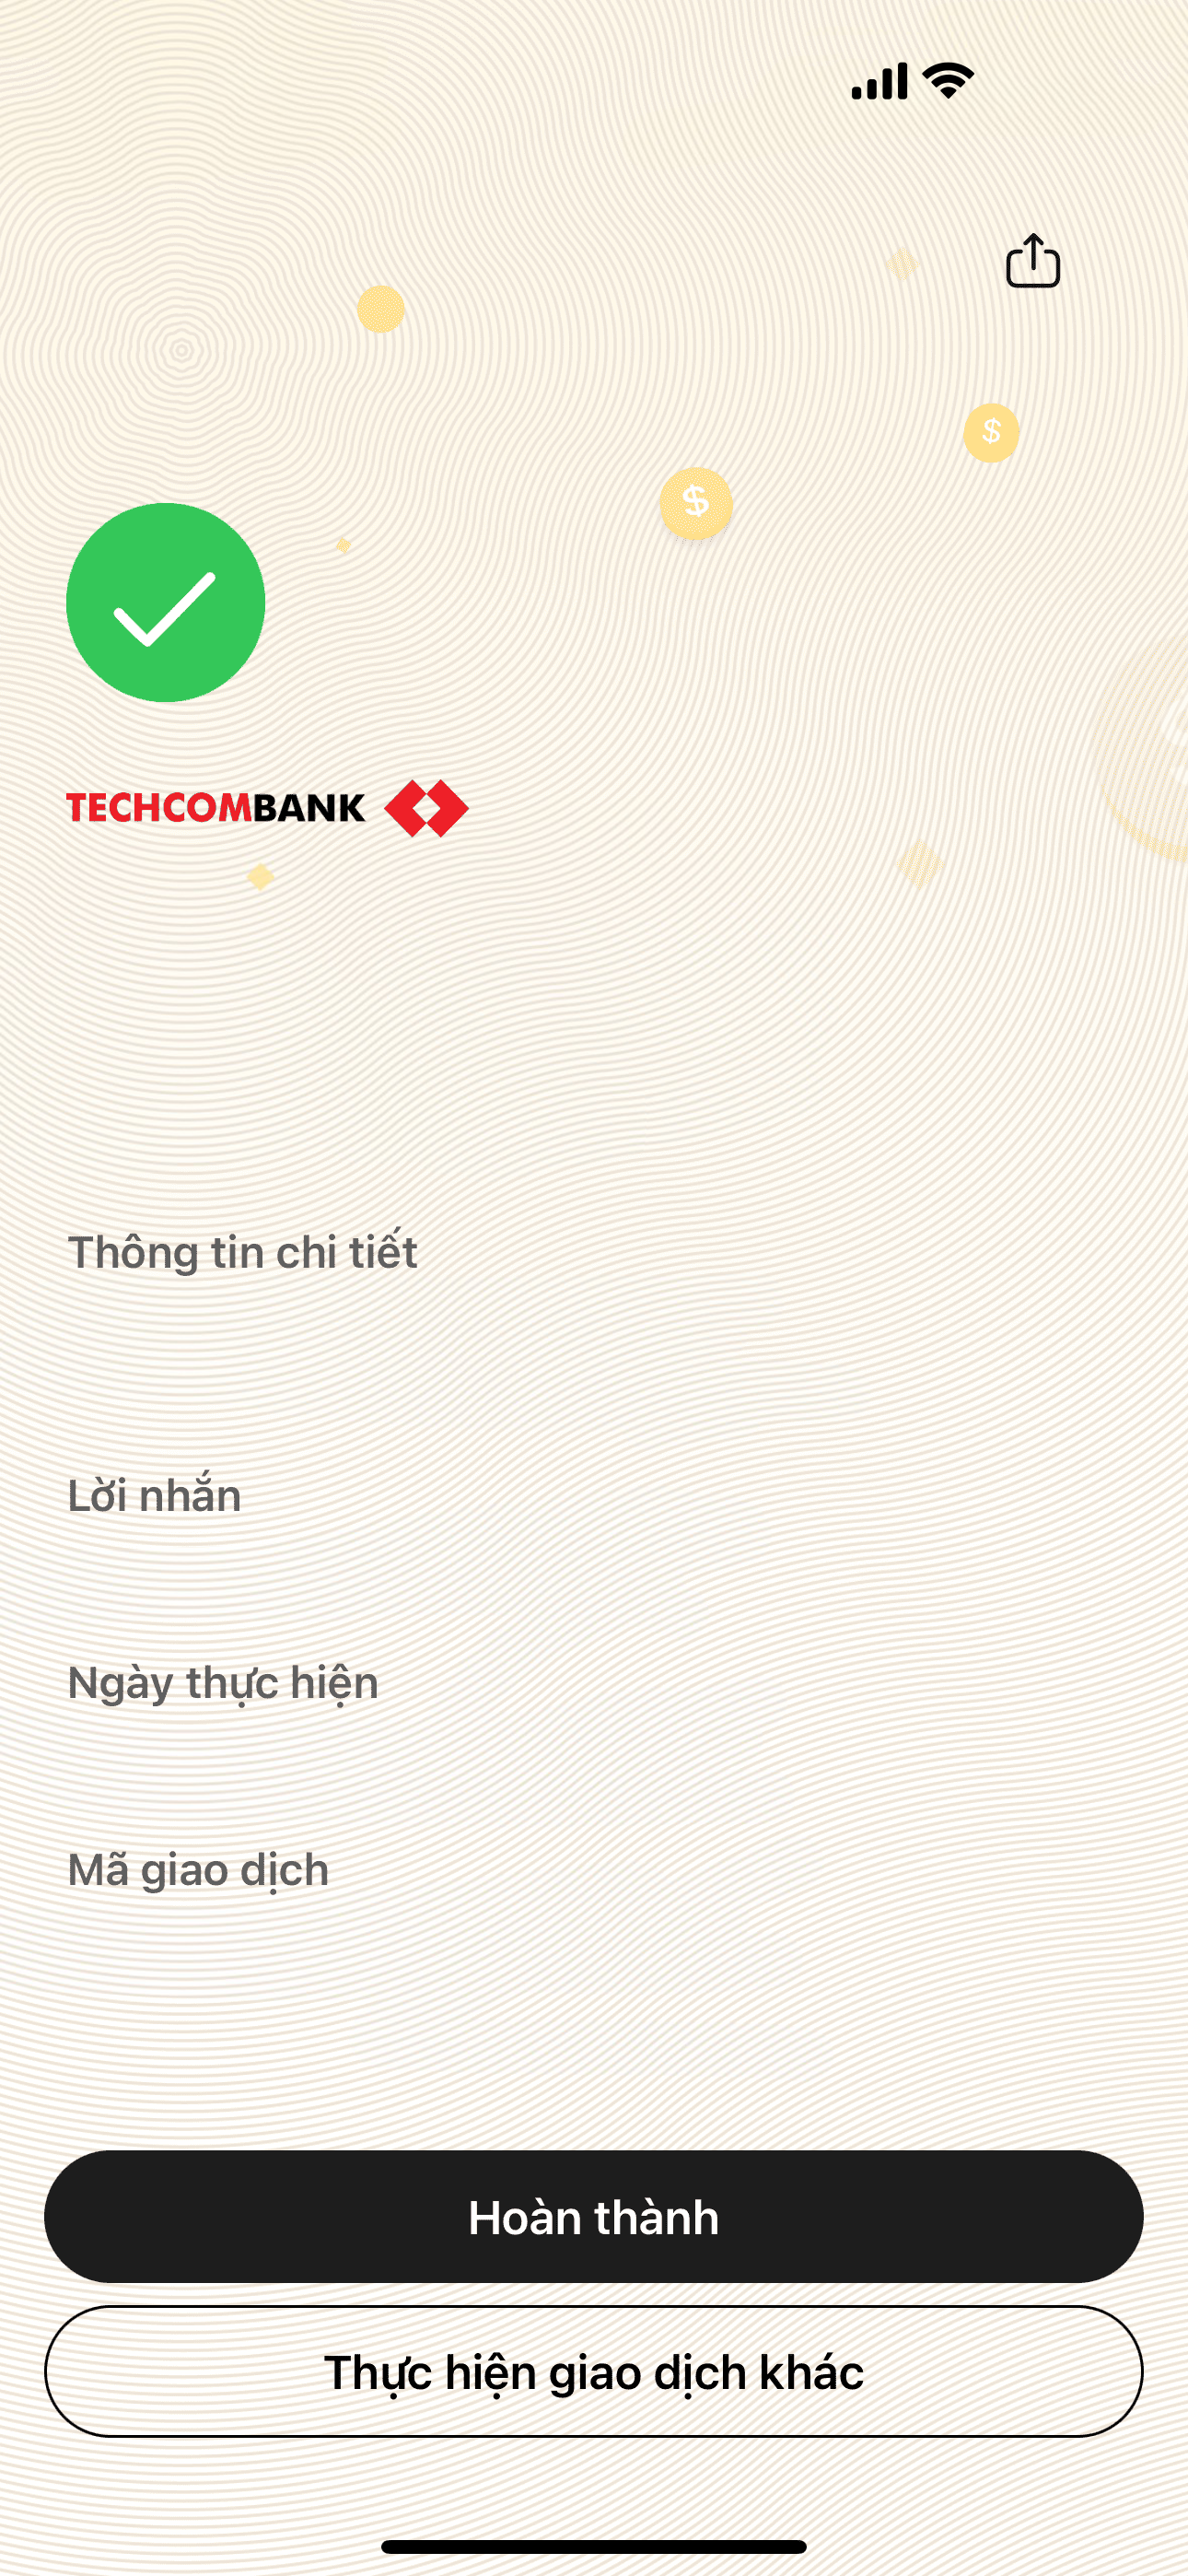 $
$
TECHCOMBANK
Thông tin chi tiết
Lời nhắn
Ngày thực hiện
Mã giao dịch
Hoàn thành
Thực hiện giao dịch khác